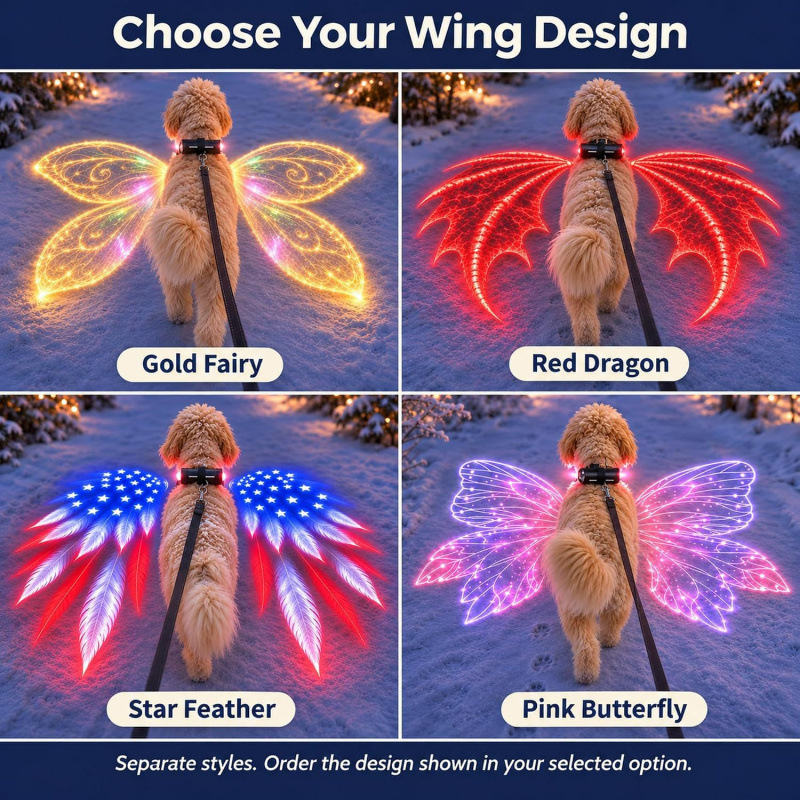 Choose Your Wing Design
Gold Fairy
Red Dragon
Star Feather
Pink Butterfly
Separate styles. Order the design shown in your selected option.